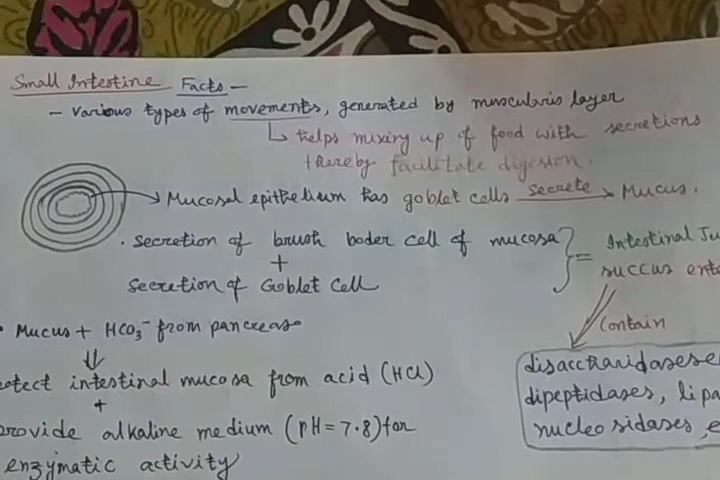 Small Intestine Facts –
– various types of movements, generated by muscularis layer
helps mixing up of food with secretions
thereby facilitate digestion.
Mucosal epithelium has goblet cells secrete Mucus.
. secretion of brush boder cell of mucosa
+
secretion of Goblet Cell
= Intestinal Ju
succus ent
contain
disaccharidases e
dipeptidases, lipa
nucleosidases, e
• Mucus + HCO₃⁻ from pancreas
⇓
otect intestinal mucosa from acid (HCl)
+
provide alkaline medium (pH = 7.8) for
enzymatic activity